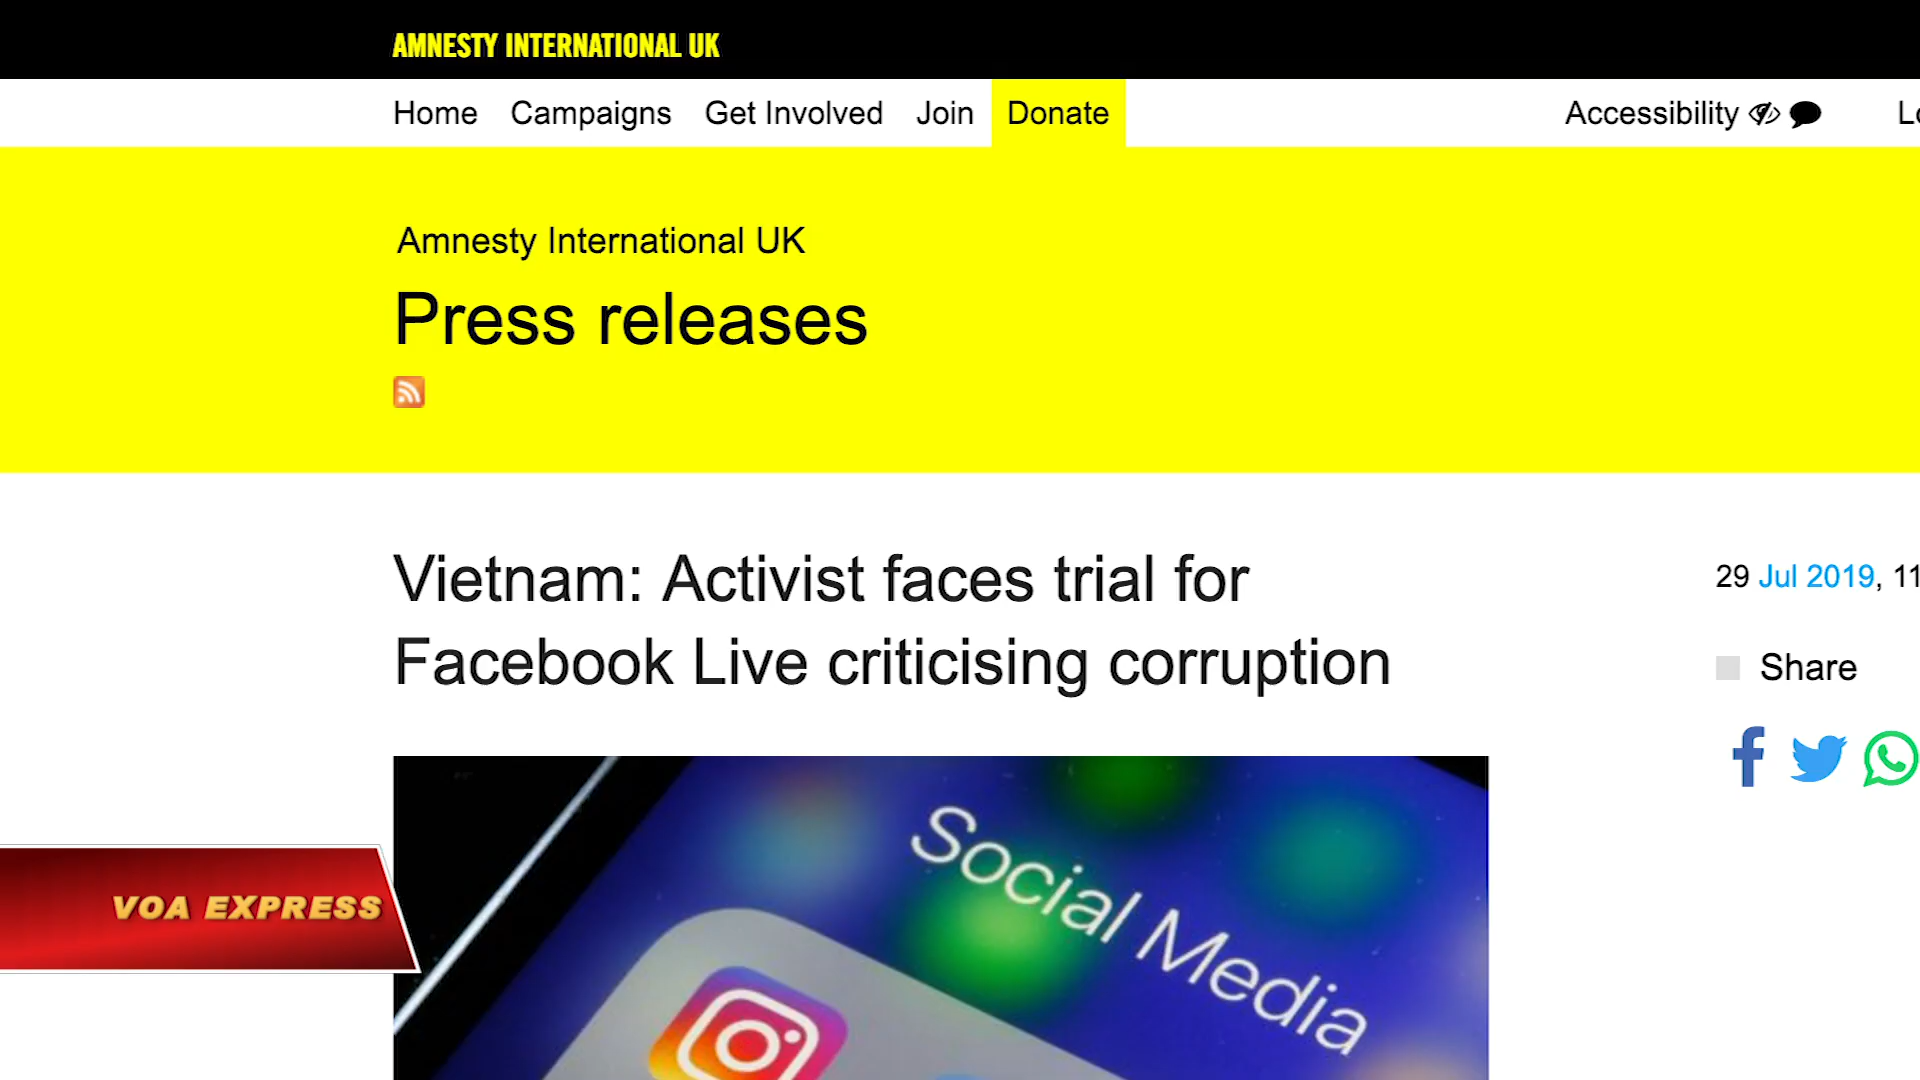 AMNESTY INTERNATIONAL UK
Home Campaigns Get Involved Join Donate Accessibility
Amnesty International UK
Press releases
Vietnam: Activist faces trial for
Facebook Live criticising corruption
29 Jul 2019, 11
Share
Social Media
VOA EXPRESS